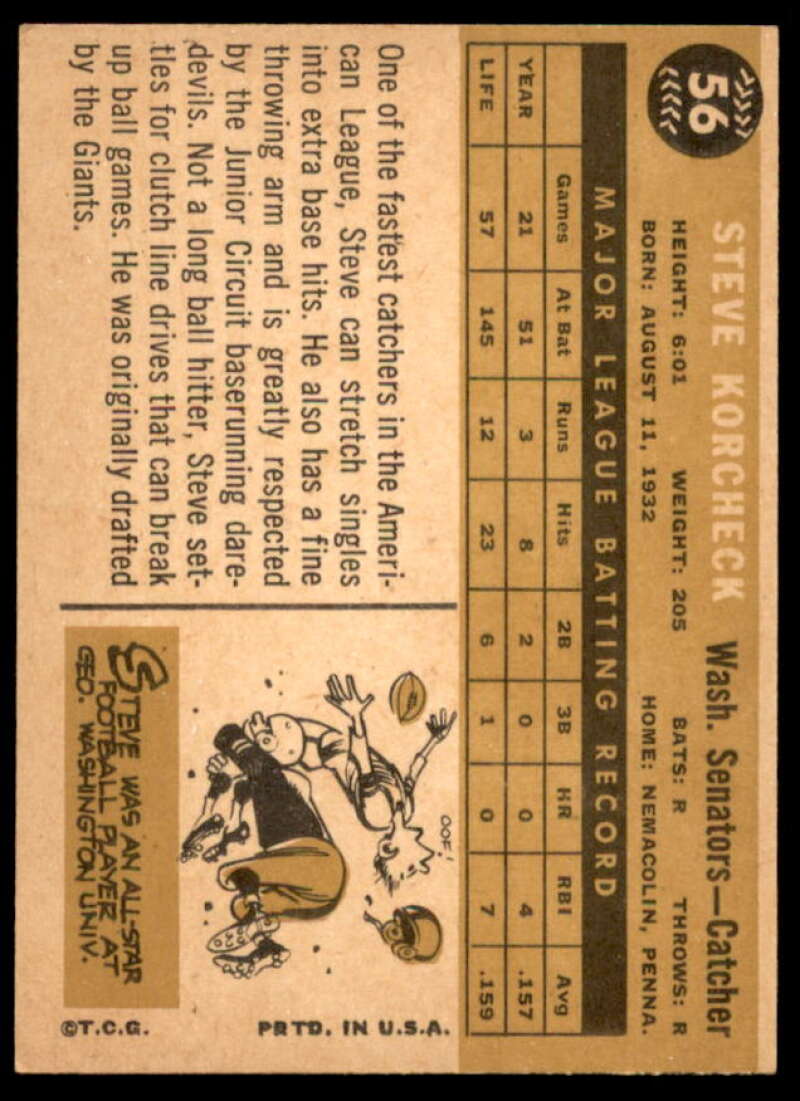 56
STEVE KORCHECK Wash. Senators—Catcher
HEIGHT: 6:01 WEIGHT: 205 BATS: R THROWS: R
BORN: AUGUST 11, 1932 HOME: NEMACOLIN, PENNA.
MAJOR LEAGUE BATTING RECORD
Games At Bat Runs Hits 2B 3B HR RBI Avg
YEAR 21 51 3 8 2 0 0 4 .157
LIFE 57 145 12 23 6 1 0 7 .159
One of the fastest catchers in the Ameri-
can League, Steve can stretch singles
into extra base hits. He also has a fine
throwing arm and is greatly respected
by the Junior Circuit baserunning dare-
devils. Not a long ball hitter, Steve set-
tles for clutch line drives that can break
up ball games. He was originally drafted
by the Giants.
OOF!
STEVE WAS AN ALL-STAR
FOOTBALL PLAYER AT
GEO. WASHINGTON UNIV.
©T.C.G. PRTD. IN U.S.A.